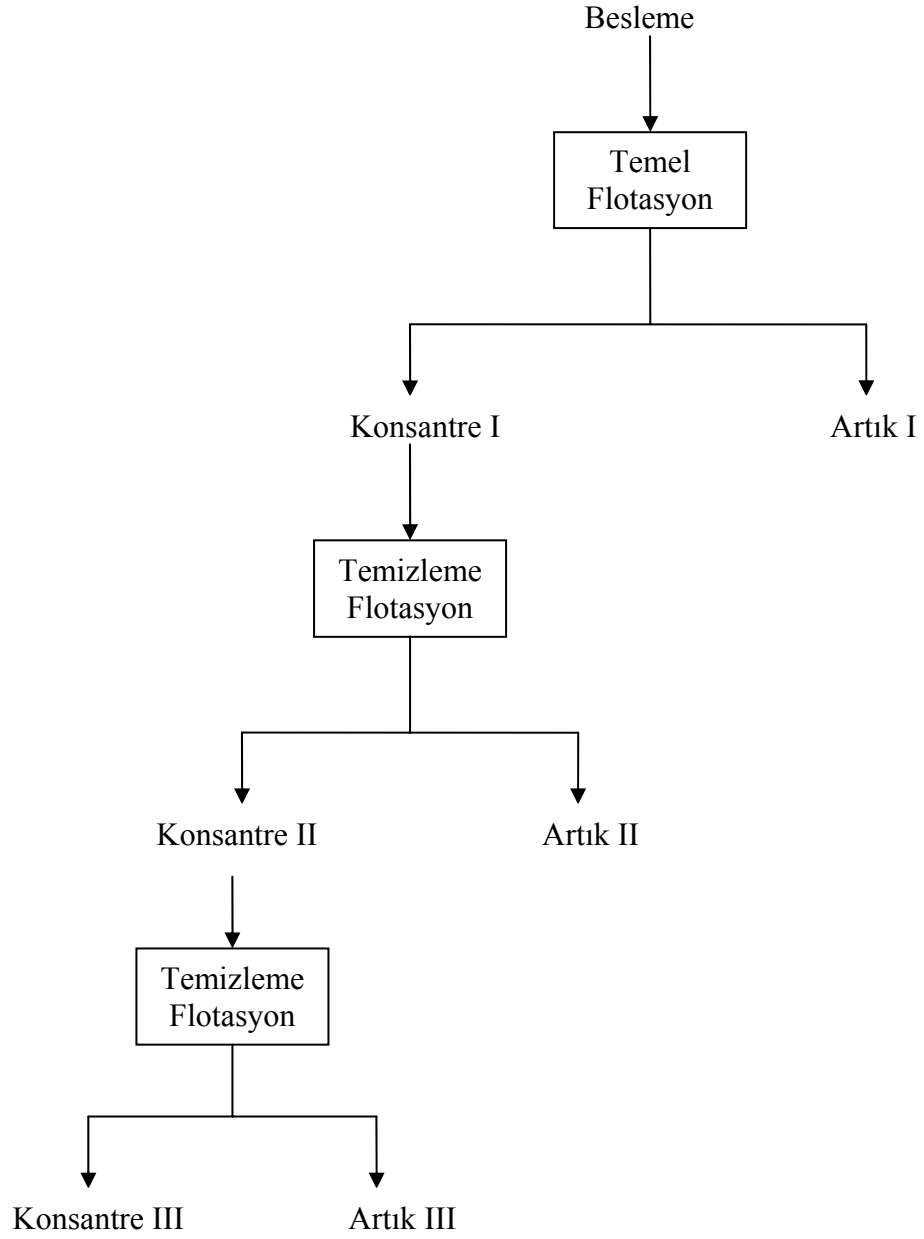 Besleme
Temel
Flotasyon
Konsantre I
Artık I
Temizleme
Flotasyon
Konsantre II
Artık II
Temizleme
Flotasyon
Konsantre III
Artık III